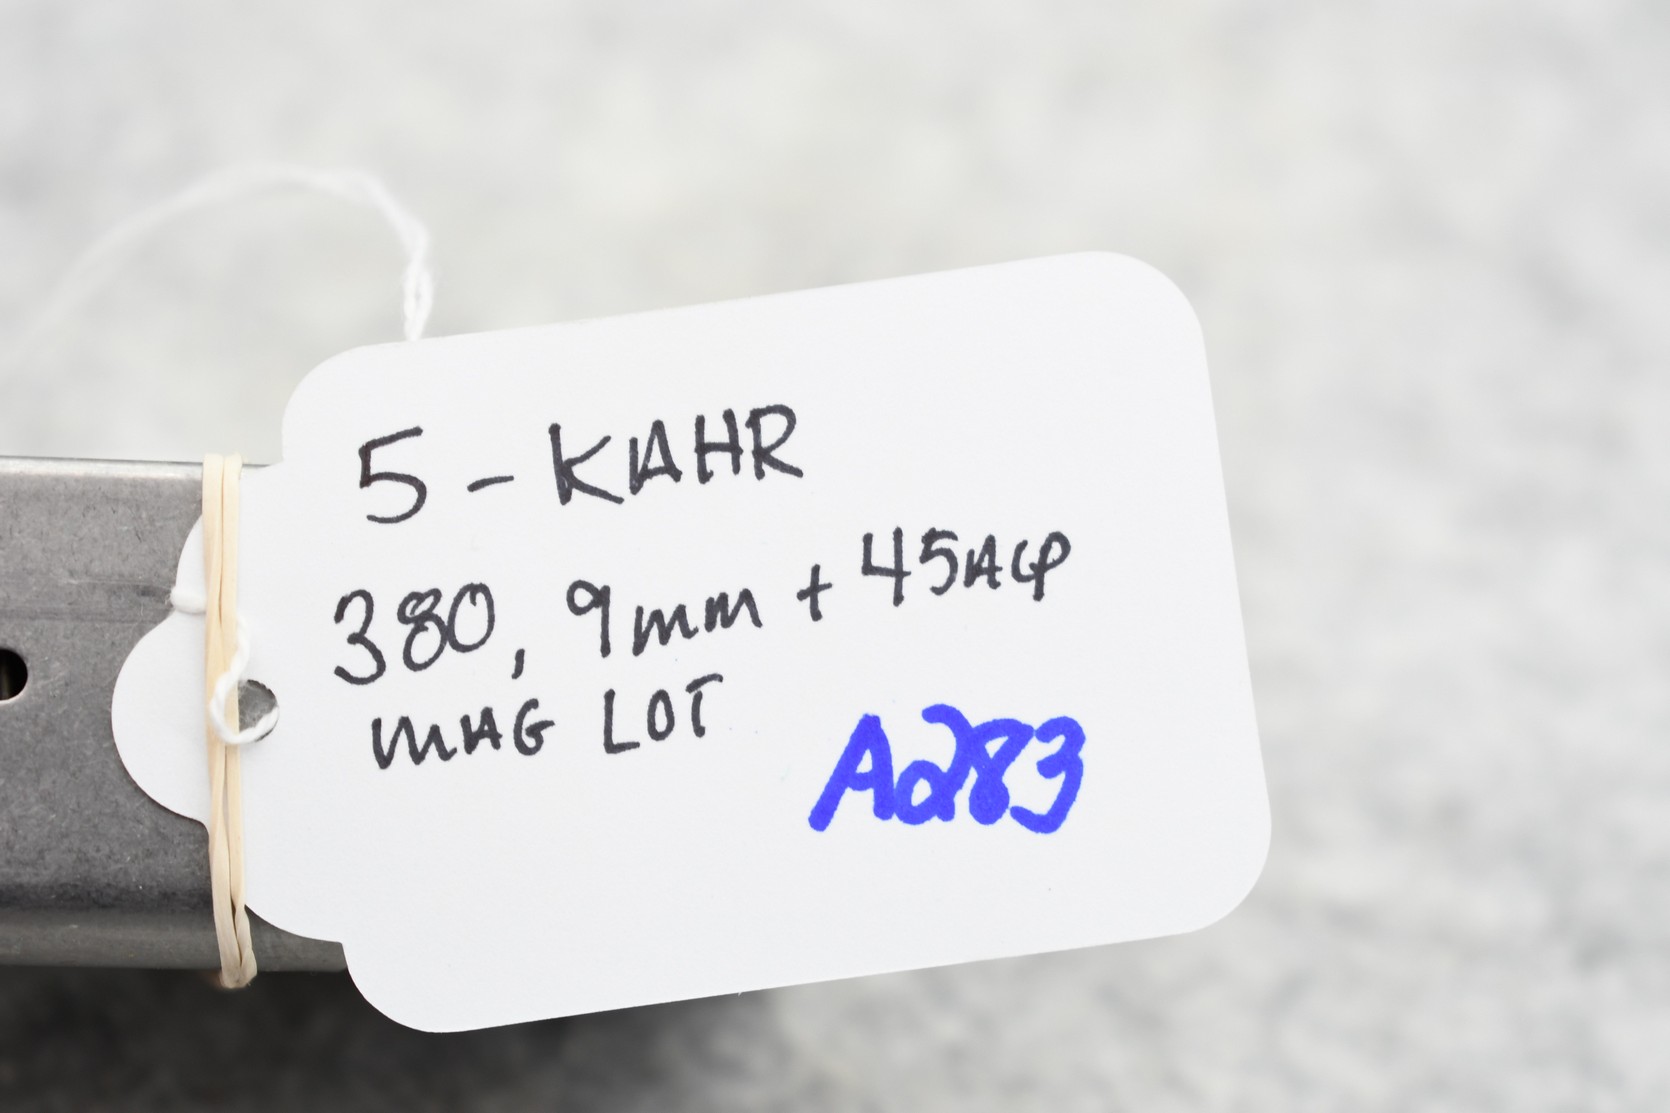 5 - KAHR
380, 9mm + 45ACP
MAG LOT
A283